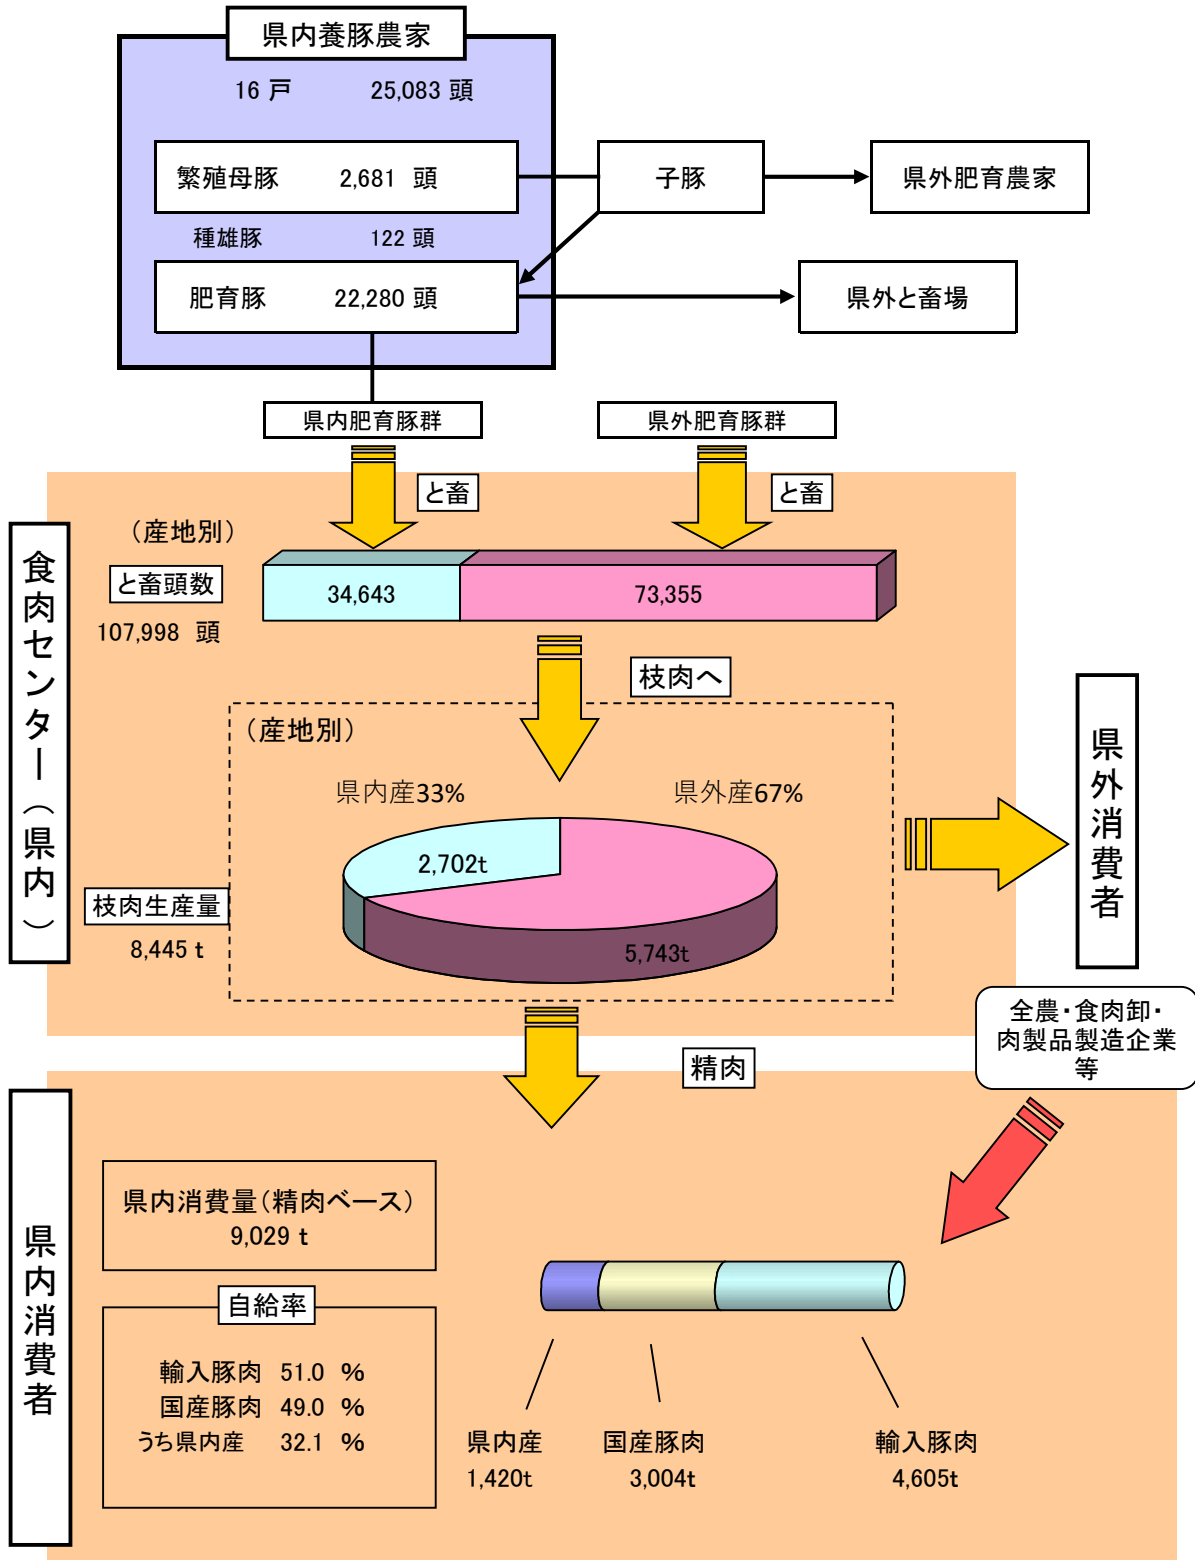 県内養豚農家
16 戸 25,083 頭
繁殖母豚 2,681 頭
子豚
県外肥育農家
種雄豚 122 頭
肥育豚 22,280 頭
県外と畜場
県内肥育豚群
県外肥育豚群
と畜
と畜
食肉センター（県内）
（産地別）
と畜頭数
107,998 頭
34,643
73,355
枝肉へ
（産地別）
県内産33%
県外産67%
2,702t
5,743t
枝肉生産量
8,445 t
県外消費者
全農・食肉卸・
肉製品製造企業
等
精肉
県内消費者
県内消費量（精肉ベース）
9,029 t
自給率
輸入豚肉 51.0 %
国産豚肉 49.0 %
うち県内産 32.1 %
県内産
1,420t
国産豚肉
3,004t
輸入豚肉
4,605t